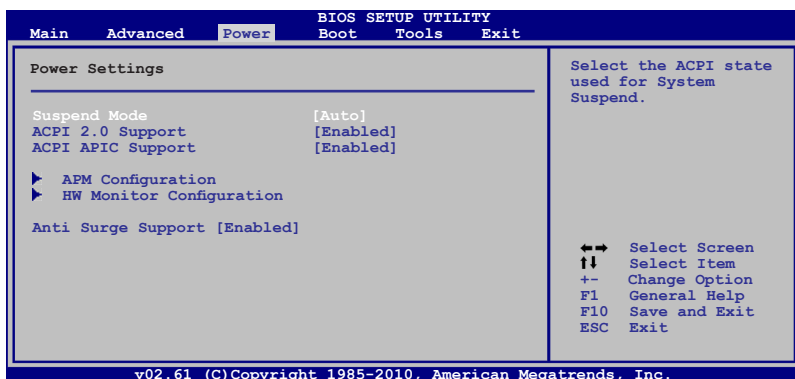 BIOS SETUP UTILITY
Main Advanced Power Boot Tools Exit
Power Settings
Suspend Mode [Auto]
ACPI 2.0 Support [Enabled]
ACPI APIC Support [Enabled]
APM Configuration
HW Monitor Configuration
Anti Surge Support [Enabled]
Select the ACPI state
used for System
Suspend.
←→ Select Screen
↑↓ Select Item
+- Change Option
F1 General Help
F10 Save and Exit
ESC Exit
v02.61 (C)Copyright 1985-2010, American Megatrends, Inc.